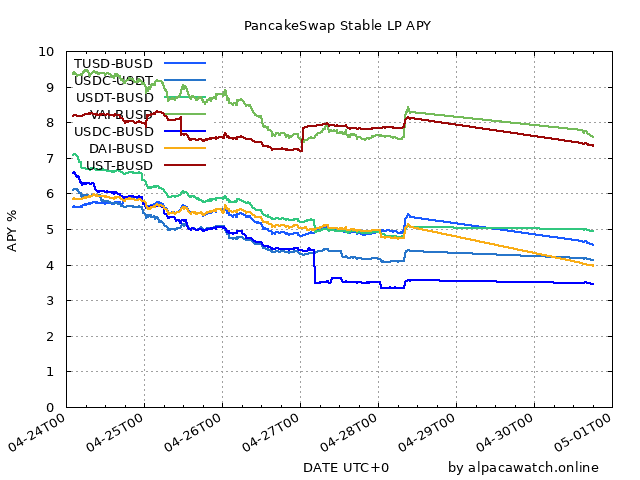 PancakeSwap Stable LP APY
10
9
8
7
6
5
4
3
2
1
0
APY %
TUSD-BUSD
USDC-USDT
USDT-BUSD
VAI-BUSD
USDC-BUSD
DAI-BUSD
UST-BUSD
04-24T00
04-25T00
04-26T00
04-27T00
04-28T00
04-29T00
04-30T00
05-01T00
DATE UTC+0
by alpacawatch.online